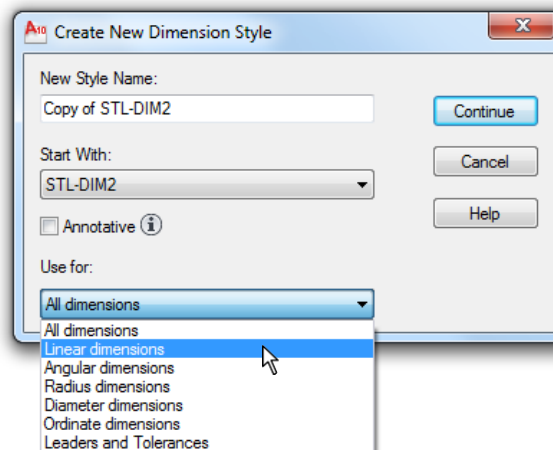 A10 Create New Dimension Style
New Style Name:
Copy of STL-DIM2
Continue
Start With:
STL-DIM2
Cancel
Annotative
Help
Use for:
All dimensions
All dimensions
Linear dimensions
Angular dimensions
Radius dimensions
Diameter dimensions
Ordinate dimensions
Leaders and Tolerances